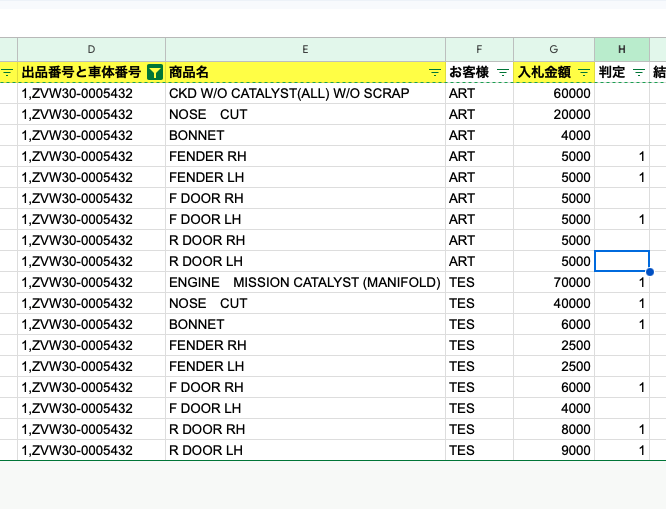 D E F G H
出品番号と車体番号 商品名 お客様 入札金額 判定 結
1,ZVW30-0005432 CKD W/O CATALYST(ALL) W/O SCRAP ART 60000
1,ZVW30-0005432 NOSE　CUT ART 20000
1,ZVW30-0005432 BONNET ART 4000
1,ZVW30-0005432 FENDER RH ART 5000 1
1,ZVW30-0005432 FENDER LH ART 5000 1
1,ZVW30-0005432 F DOOR RH ART 5000
1,ZVW30-0005432 F DOOR LH ART 5000 1
1,ZVW30-0005432 R DOOR RH ART 5000
1,ZVW30-0005432 R DOOR LH ART 5000
1,ZVW30-0005432 ENGINE　MISSION CATALYST (MANIFOLD) TES 70000 1
1,ZVW30-0005432 NOSE　CUT TES 40000 1
1,ZVW30-0005432 BONNET TES 6000 1
1,ZVW30-0005432 FENDER RH TES 2500
1,ZVW30-0005432 FENDER LH TES 2500
1,ZVW30-0005432 F DOOR RH TES 6000 1
1,ZVW30-0005432 F DOOR LH TES 4000
1,ZVW30-0005432 R DOOR RH TES 8000 1
1,ZVW30-0005432 R DOOR LH TES 9000 1